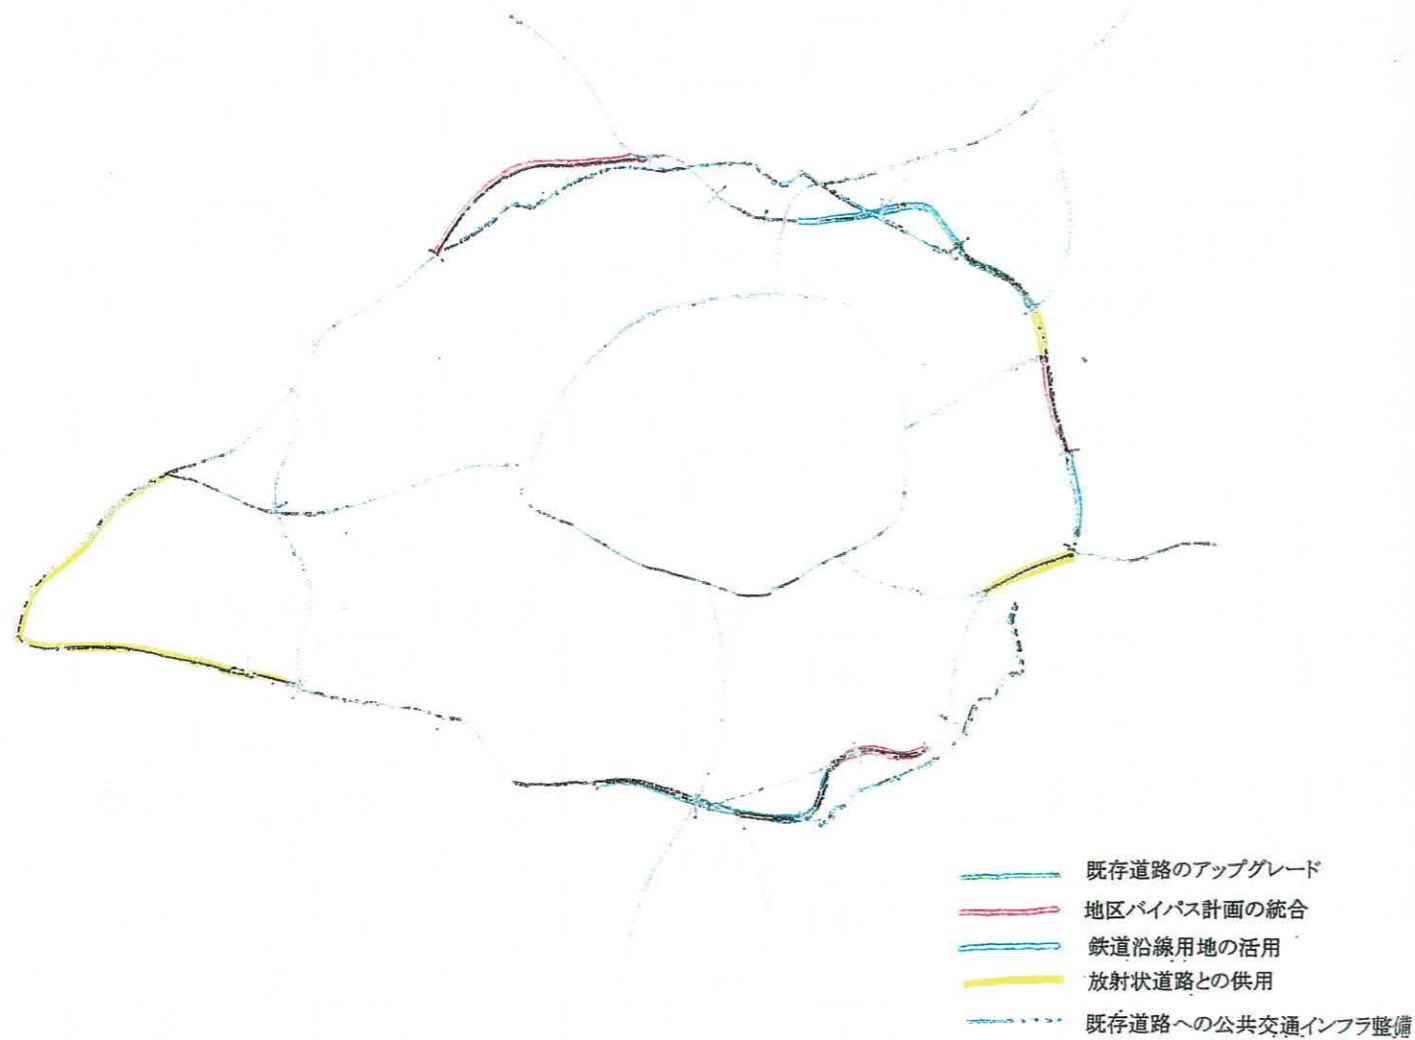 既存道路のアップグレード
地区バイパス計画の統合
鉄道沿線用地の活用
放射状道路との供用
既存道路への公共交通インフラ整備